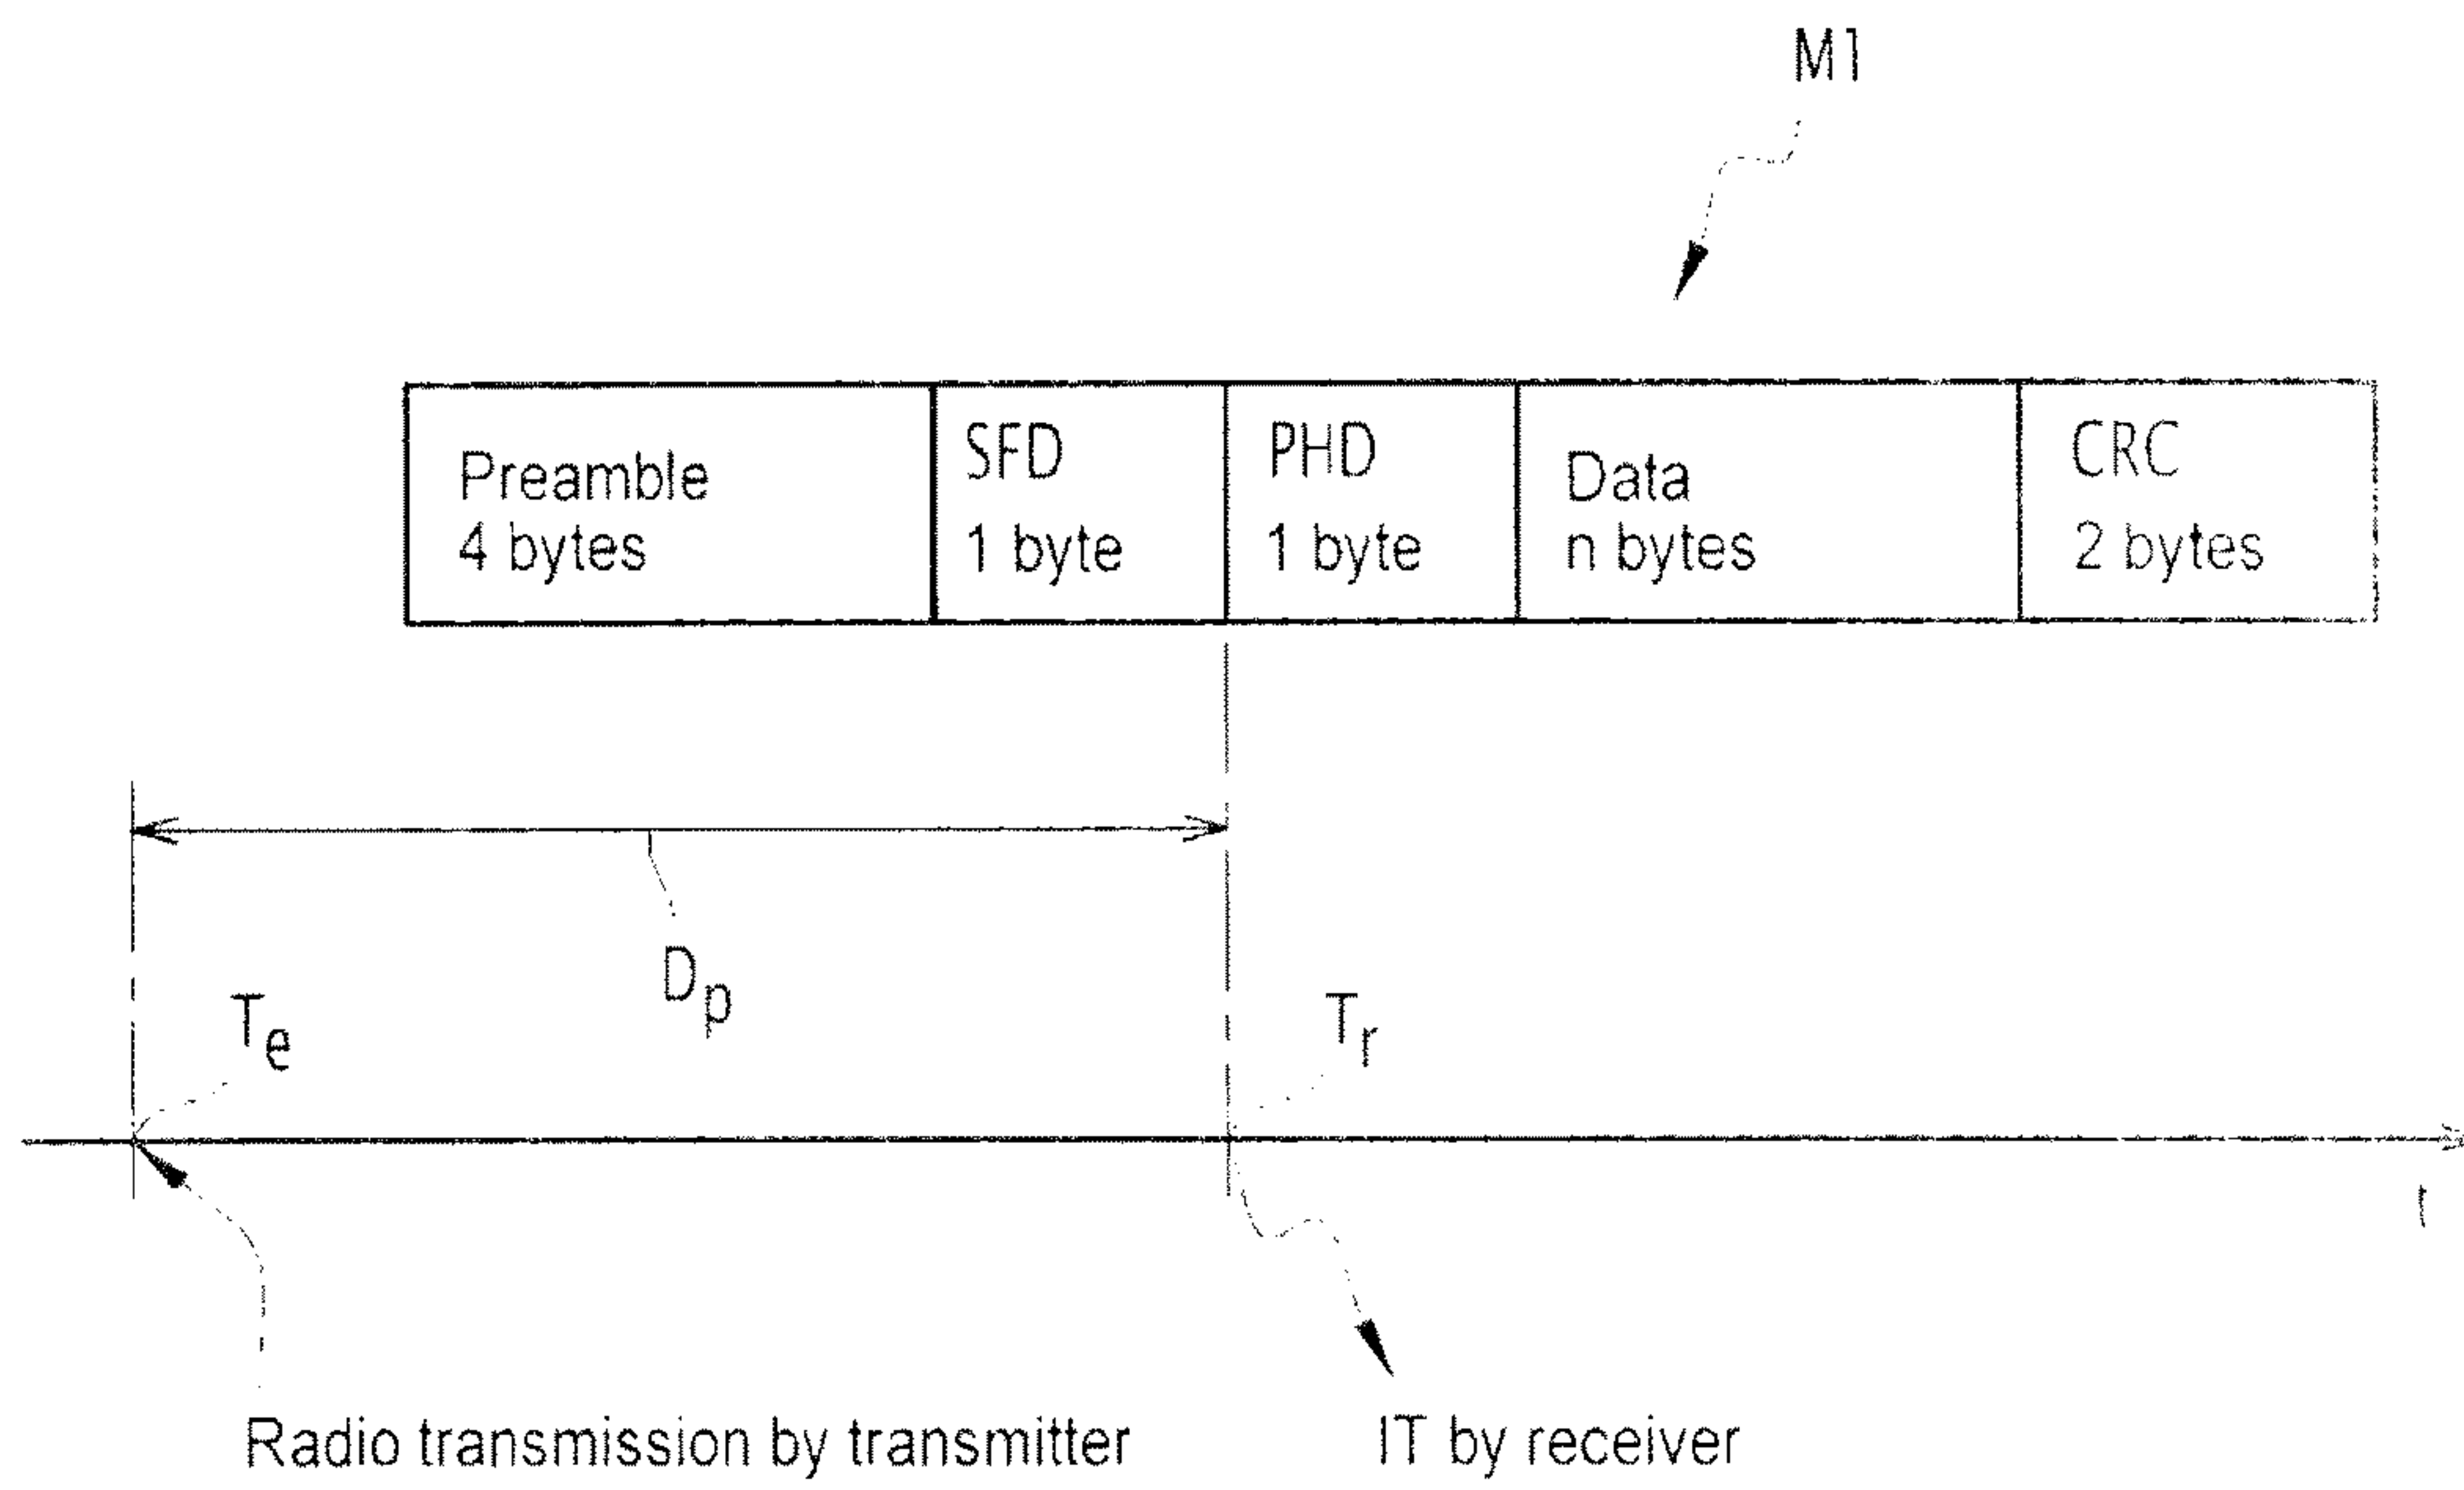 M1
Preamble
4 bytes
SFD
1 byte
PHD
1 byte
Data
n bytes
CRC
2 bytes
Dp
Te
Tr
Radio transmission by transmitter
IT by receiver